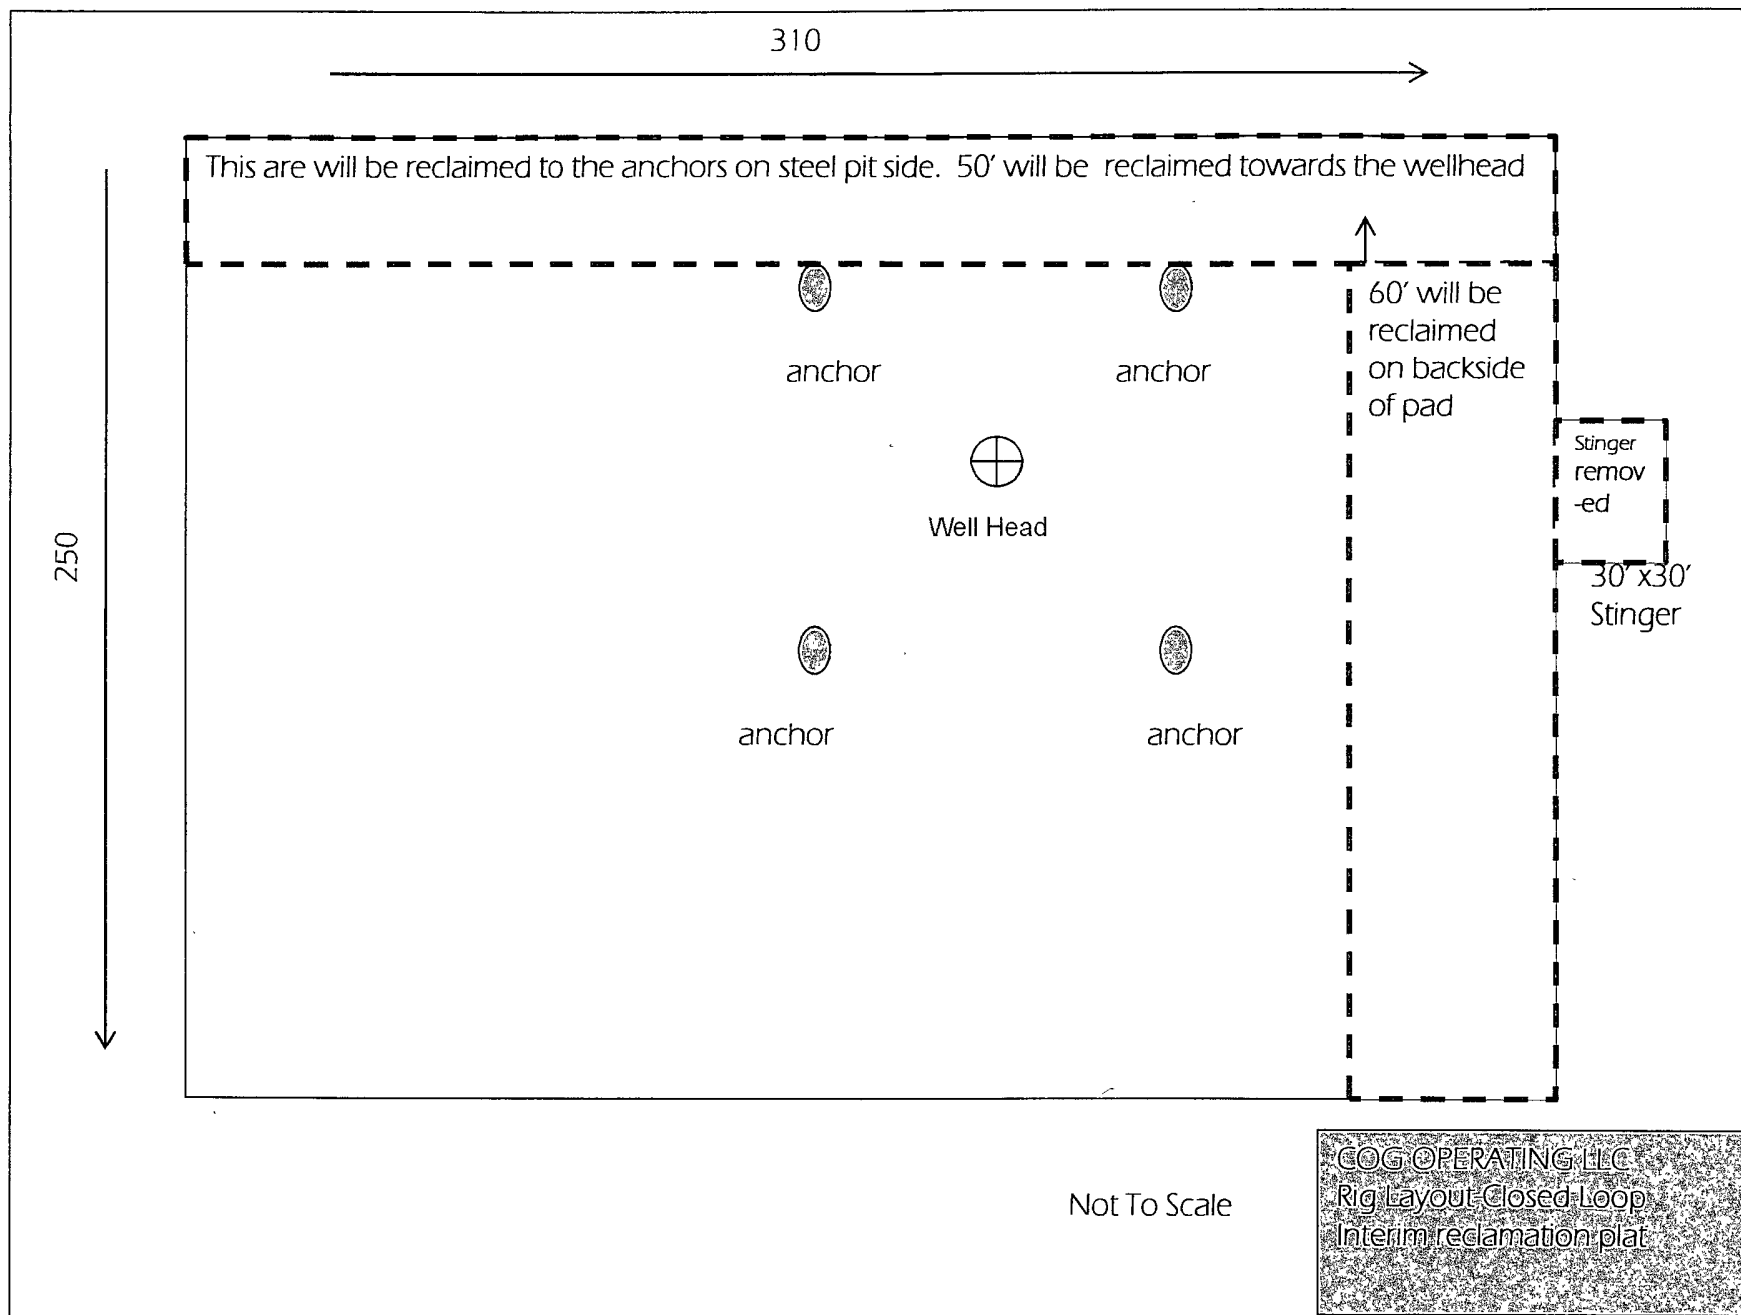 310
This are will be reclaimed to the anchors on steel pit side. 50' will be reclaimed towards the wellhead
60' will be
reclaimed
on backside
of pad
anchor
anchor
Stinger
remov
-ed
Well Head
250
30' x30'
Stinger
anchor
anchor
Not To Scale
COG OPERATING LLC
Rig Layout-Closed Loop
Interim reclamation plat